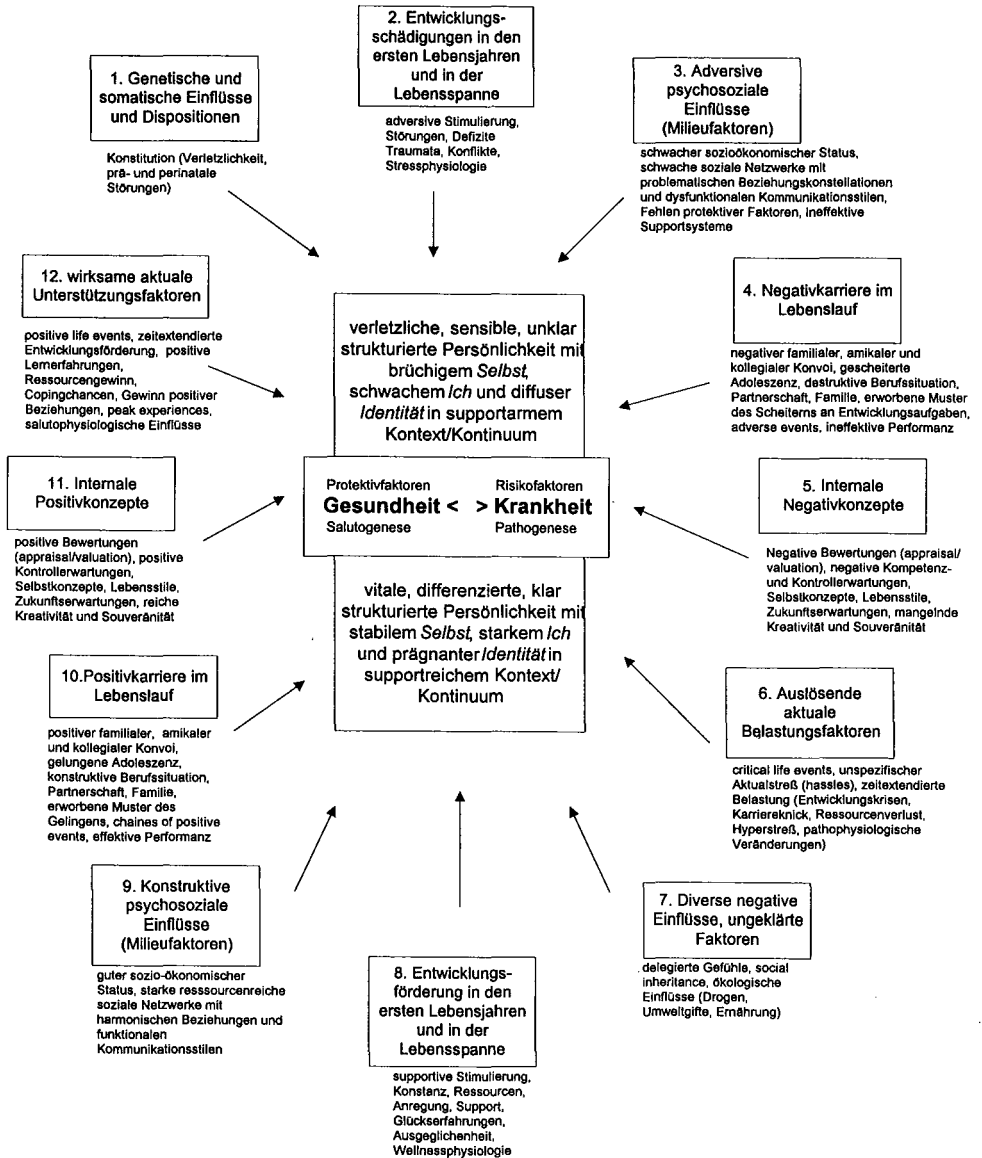 2. Entwicklungs-
schädigungen in den
ersten Lebensjahren
und in der
Lebensspanne
adversive Stimulierung,
Störungen, Defizite
Traumata, Konflikte,
Stressphysiologie
1. Genetische und
somatische Einflüsse
und Dispositionen
Konstitution (Verletzlichkeit,
prä- und perinatale
Störungen)
3. Adversive
psychosoziale
Einflüsse
(Milieufaktoren)
schwacher sozioökonomischer Status,
schwache soziale Netzwerke mit
problematischen Beziehungskonstellationen
und dysfunktionalen Kommunikationsstilen,
Fehlen protektiver Faktoren, ineffektive
Supportsysteme
12. wirksame aktuale
Unterstützungsfaktoren
positive life events, zeitextendierte
Entwicklungsförderung, positive
Lernerfahrungen,
Ressourcengewinn,
Copingchancen, Gewinn positiver
Beziehungen, peak experiences,
salutophysiologische Einflüsse
verletzliche, sensible, unklar
strukturierte Persönlichkeit mit
brüchigem Selbst,
schwachem Ich und diffuser
Identität in supportarmem
Kontext/Kontinuum
4. Negativkarriere im
Lebenslauf
negativer familialer, amikaler und
kollegialer Konvoi, gescheiterte
Adoleszenz, destruktive Berufssituation,
Partnerschaft, Familie, erworbene Muster
des Scheiterns an Entwicklungsaufgaben,
adverse events, ineffektive Performanz
11. Internale
Positivkonzepte
positive Bewertungen
(appraisal/valuation), positive
Kontrollerwartungen,
Selbstkonzepte, Lebensstile,
Zukunftserwartungen, reiche
Kreativität und Souveränität
Protektivfaktoren Risikofaktoren
Gesundheit < > Krankheit
Salutogenese Pathogenese
5. Internale
Negativkonzepte
Negative Bewertungen (appraisal/
valuation), negative Kompetenz-
und Kontrollerwartungen,
Selbstkonzepte, Lebensstile,
Zukunftserwartungen, mangelnde
Kreativität und Souveränität
vitale, differenzierte, klar
strukturierte Persönlichkeit mit
stabilem Selbst, starkem Ich
und prägnanter Identität in
supportreichem Kontext/
Kontinuum
10.Positivkarriere im
Lebenslauf
positiver familialer, amikaler
und kollegialer Konvoi,
gelungene Adoleszenz,
konstruktive Berufssituation,
Partnerschaft, Familie,
erworbene Muster des
Gelingens, chaines of positive
events, effektive Performanz
6. Auslösende
aktuale
Belastungsfaktoren
critical life events, unspezifischer
Aktualstreß (hassles), zeitextendierte
Belastung (Entwicklungskrisen,
Karriereknick, Ressourcenverlust,
Hyperstreß, pathophysiologische
Veränderungen)
9. Konstruktive
psychosoziale
Einflüsse
(Milieufaktoren)
guter sozio-ökonomischer
Status, starke resssourcenreiche
soziale Netzwerke mit
harmonischen Beziehungen und
funktionalen
Kommunikationsstilen
8. Entwicklungs-
förderung in den
ersten Lebensjahren
und in der
Lebensspanne
supportive Stimulierung,
Konstanz, Ressourcen,
Anregung, Support,
Glückserfahrungen,
Ausgeglichenheit,
Wellnessphysiologie
7. Diverse negative
Einflüsse, ungeklärte
Faktoren
delegierte Gefühle, social
inheritance, ökologische
Einflüsse (Drogen,
Umweltgifte, Ernährung)